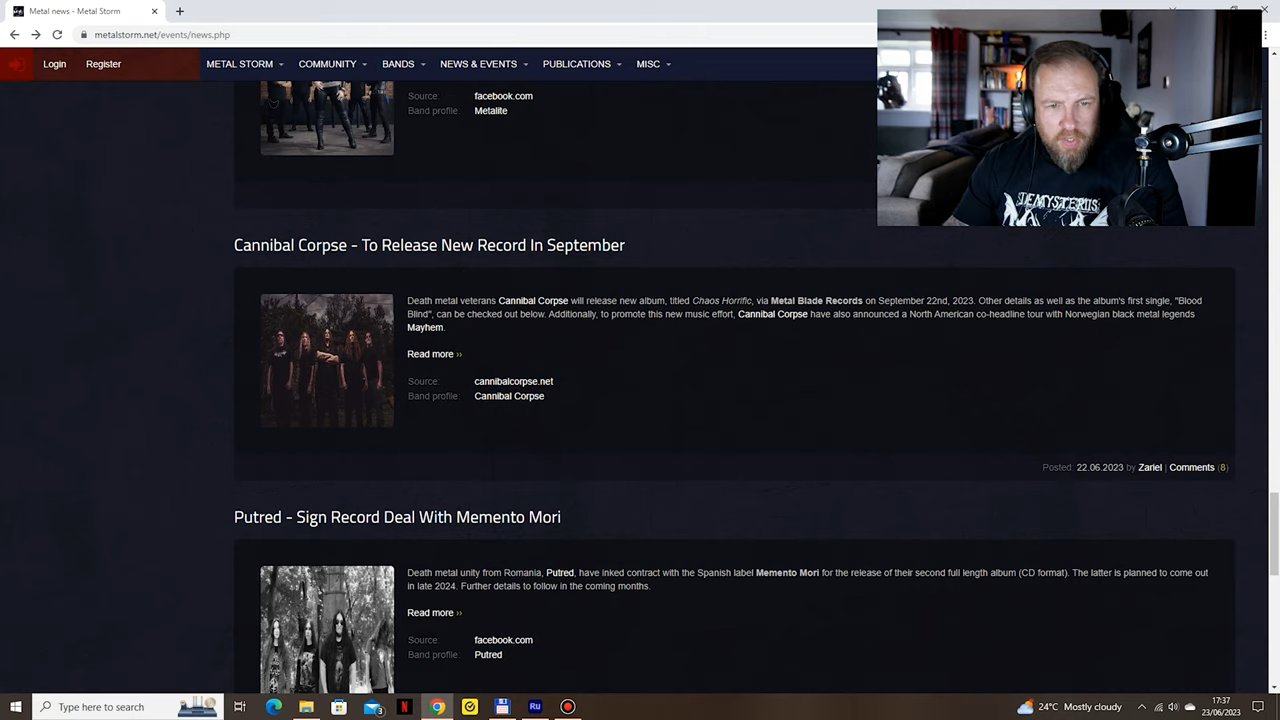 Metal news - Metal Storm
metalstorm.net/events/news.php
Login
Register
METAL STORM
COMMUNITY
BANDS
NEWS & EVENTS
PUBLICATIONS
MISC
Source: facebook.com
Band profile: Metalite
DEMYSTERIIS
Cannibal Corpse - To Release New Record In September
Death metal veterans Cannibal Corpse will release new album, titled Chaos Horrific, via Metal Blade Records on September 22nd, 2023. Other details as well as the album's first single, "Blood
Blind", can be checked out below. Additionally, to promote this new music effort, Cannibal Corpse have also announced a North American co-headline tour with Norwegian black metal legends
Mayhem.
Read more ››
Source: cannibalcorpse.net
Band profile: Cannibal Corpse
Posted: 22.06.2023 by Zariel | Comments (8)
Putred - Sign Record Deal With Memento Mori
Death metal unity from Romania, Putred, have inked contract with the Spanish label Memento Mori for the release of their second full length album (CD format). The latter is planned to come out
in late 2024. Further details to follow in the coming months.
Read more ››
Source: facebook.com
Band profile: Putred
Type here to search
3
N
Ru
24°C Mostly cloudy
17:37
23/06/2023